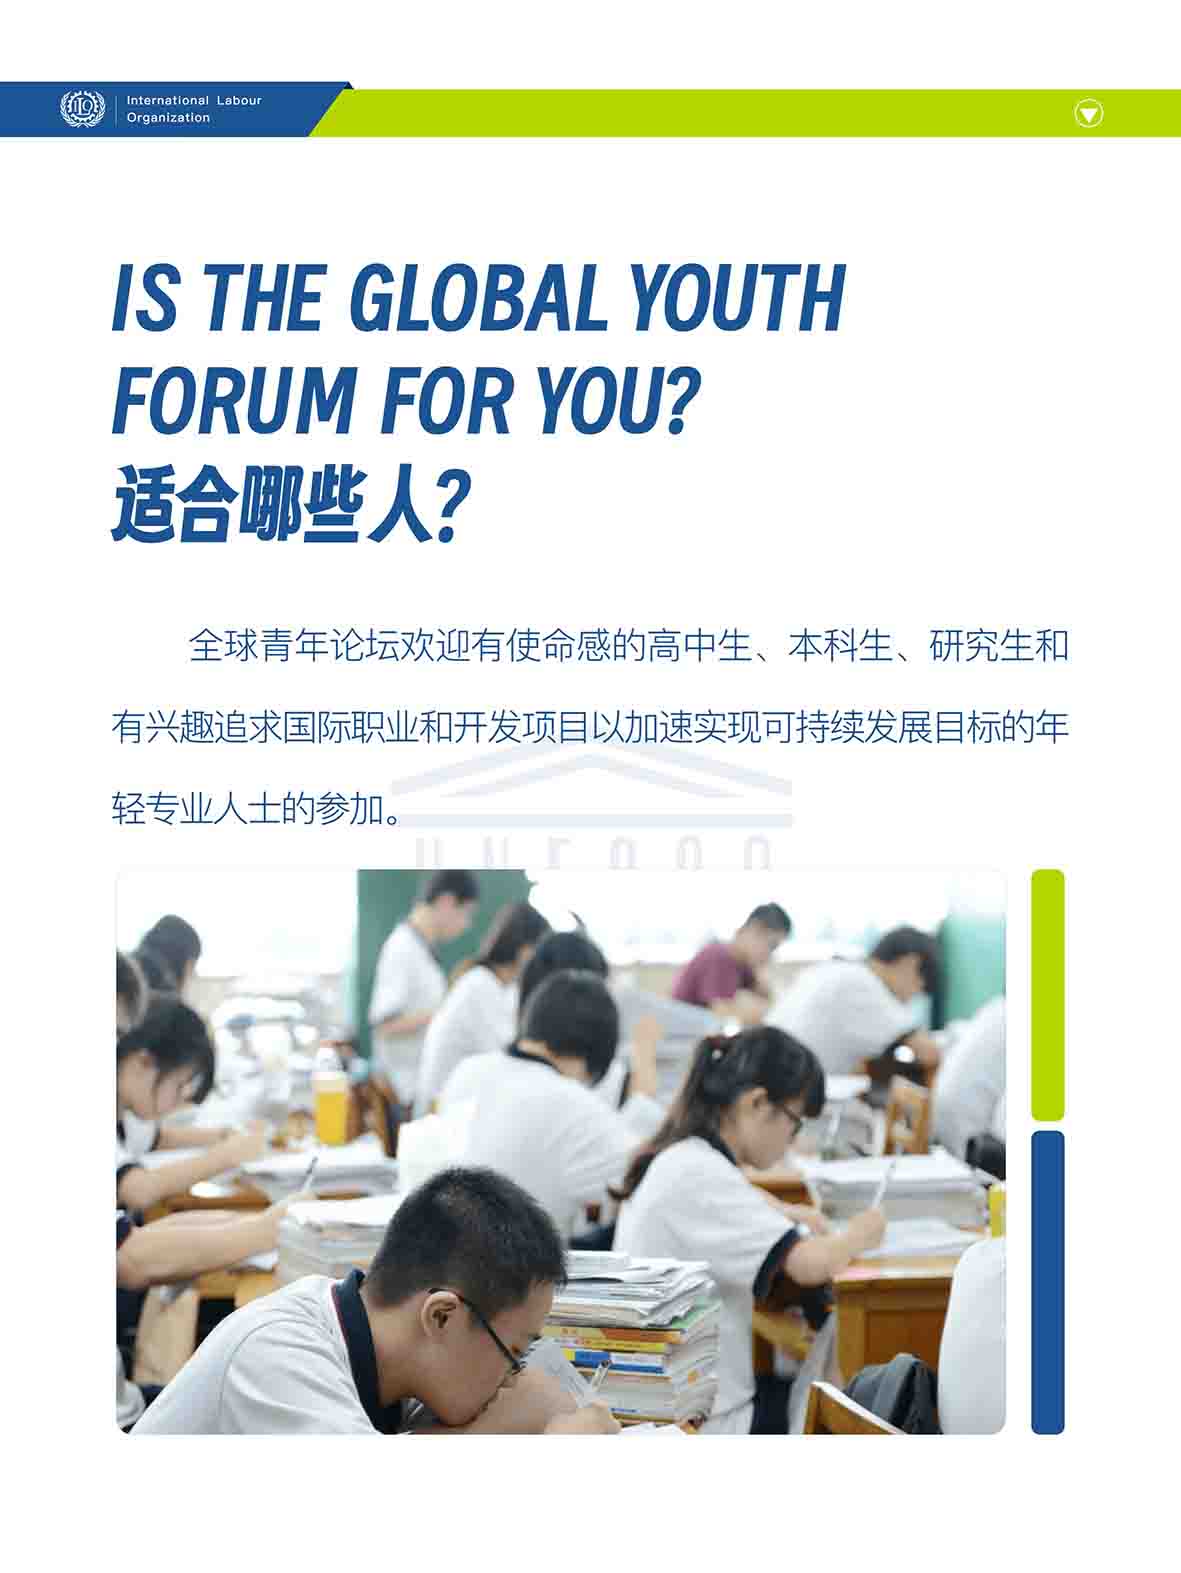 International Labour
Organization
IS THE GLOBAL YOUTH
FORUM FOR YOU?
适合哪些人?
全球青年论坛欢迎有使命感的高中生、本科生、研究生和
有兴趣追求国际职业和开发项目以加速实现可持续发展目标的年
轻专业人士的参加。